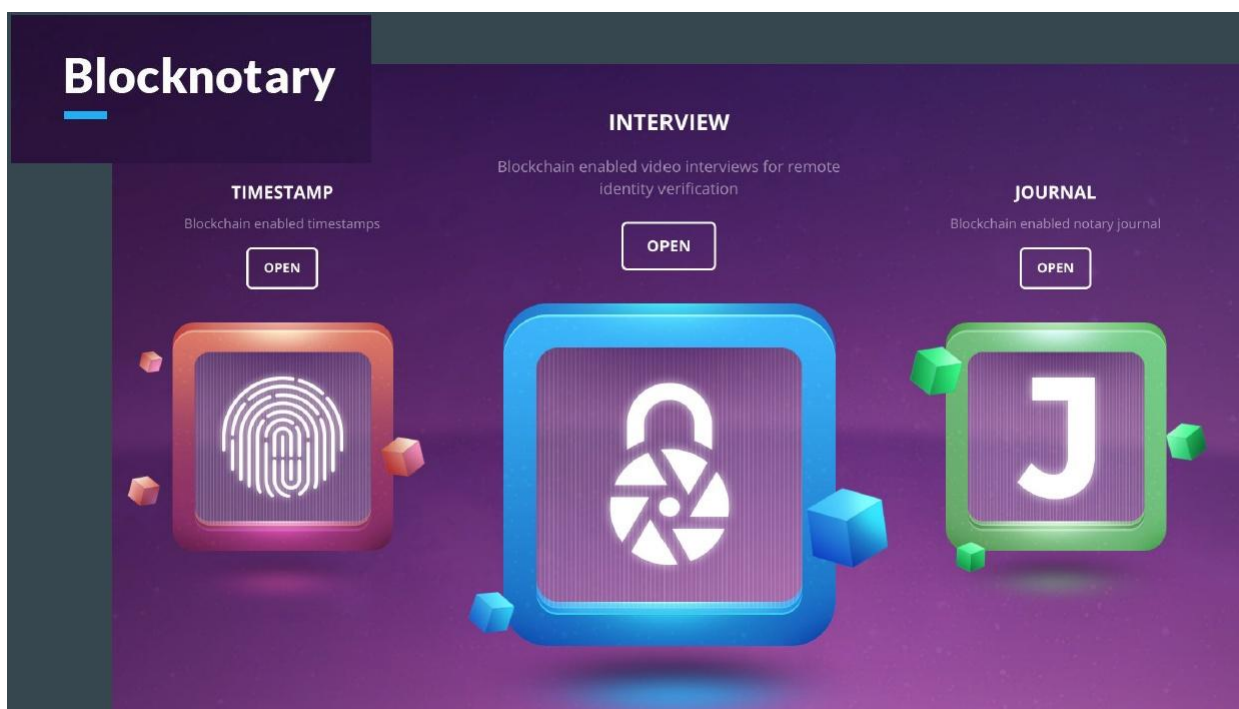 Blocknotary
INTERVIEW
Blockchain enabled video interviews for remote
identity verification
OPEN
TIMESTAMP
Blockchain enabled timestamps
OPEN
JOURNAL
Blockchain enabled notary journal
OPEN
J